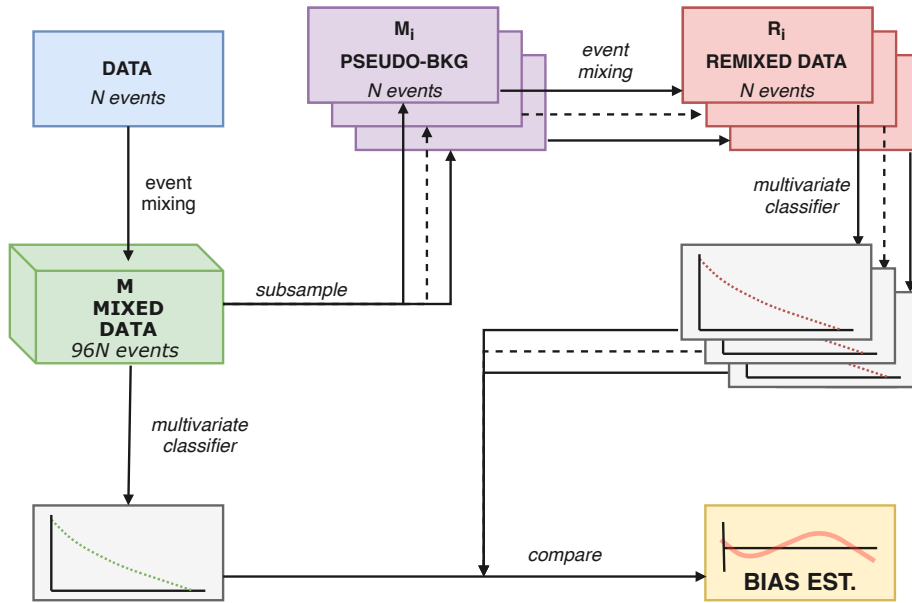 DATA
N events
event
mixing
M
MIXED
DATA
96N events
subsample
multivariate
classifier
M_i
PSEUDO-BKG
N events
event
mixing
R_i
REMIXED DATA
N events
multivariate
classifier
compare
BIAS EST.